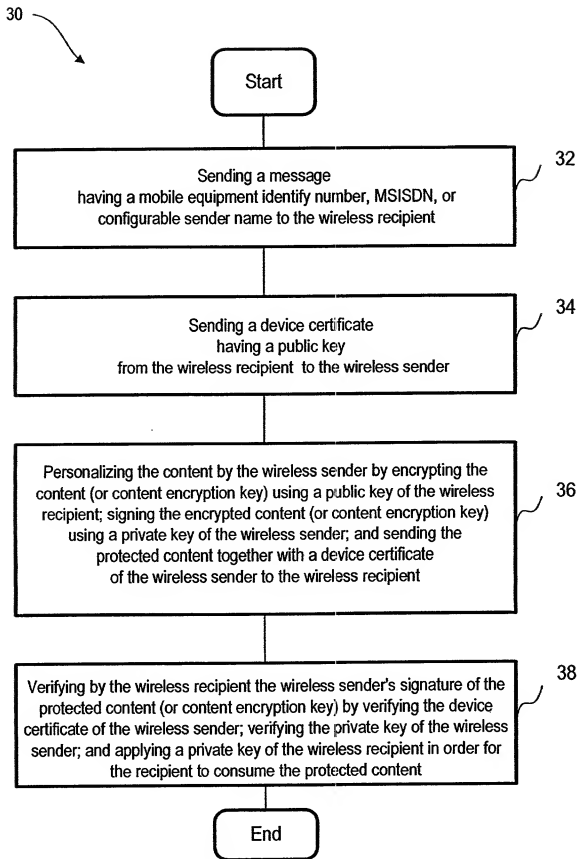 30
Start
32
Sending a message
having a mobile equipment identify number, MSISDN, or
configurable sender name to the wireless recipient
34
Sending a device certificate
having a public key
from the wireless recipient to the wireless sender
36
Personalizing the content by the wireless sender by encrypting the
content (or content encryption key) using a public key of the wireless
recipient; signing the encrypted content (or content encryption key)
using a private key of the wireless sender; and sending the
protected content together with a device certificate
of the wireless sender to the wireless recipient
38
Verifying by the wireless recipient the wireless sender's signature of the
protected content (or content encryption key) by verifying the device
certificate of the wireless sender; verifying the private key of the wireless
sender; and applying a private key of the wireless recipient in order for
the recipient to consume the protected content
End